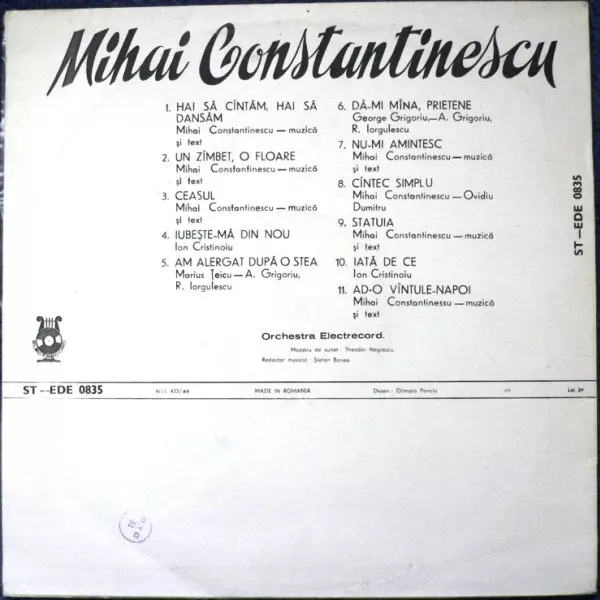 Mihai Constantinescu
1. HAI SĂ CÎNTĂM, HAI SĂ
DANSĂM
Mihai Constantinescu — muzică
și text
2. UN ZÎMBET, O FLOARE
Mihai Constantinescu — muzică
și text
3. CEASUL
Mihai Constantinescu — muzică
și text
4. IUBEȘTE-MĂ DIN NOU
Ion Cristinoiu
5. AM ALERGAT DUPĂ O STEA
Marius Țeicu — A. Grigoriu,
R. Iorgulescu
6. DĂ-MI MÎNA, PRIETENE
George Grigoriu,—A. Grigoriu,
R. Iorgulescu
7. NU-MI AMINTESC
Mihai Constantinescu — muzică
și text
8. CÎNTEC SIMPLU
Mihai Constantinescu — Ovidiu
Dumitru
9. STATUIA
Mihai Constantinescu — muzică
și text
10. IATĂ DE CE
Ion Cristinoiu
11. AD-O VÎNTULE-NAPOI
Mihai Constantinessu — muzică
și text
ST — EDE 0835
Orchestra Electrecord.
Maestru de sunet : Theodor Negrescu
Redactor muzical : Ștefan Bonea
ST — EDE 0835
MADE IN ROMANIA
Desen : Olimpia Panciu
Lei. 24